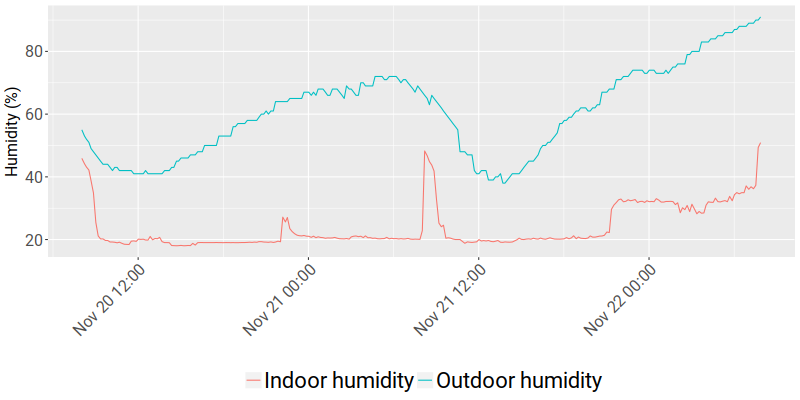 Humidity (%)
80
60
40
20
Nov 20 12:00
Nov 21 00:00
Nov 21 12:00
Nov 22 00:00
Indoor humidity
Outdoor humidity